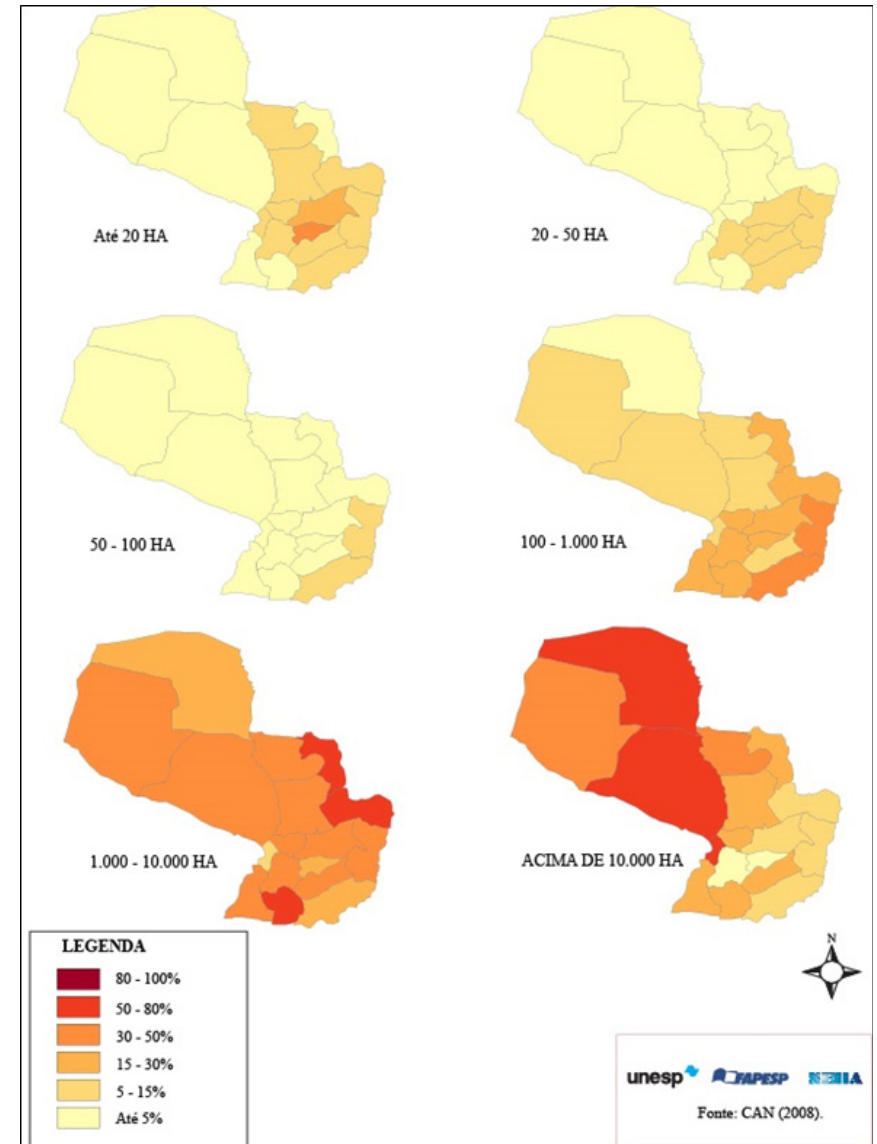 Até 20 HA
20 - 50 HA
50 - 100 HA
100 - 1.000 HA
1.000 - 10.000 HA
ACIMA DE 10.000 HA
LEGENDA
80 - 100%
50 - 80%
30 - 50%
15 - 30%
5 - 15%
Até 5%
N
unesp FAPESP
Fonte: CAN (2008).